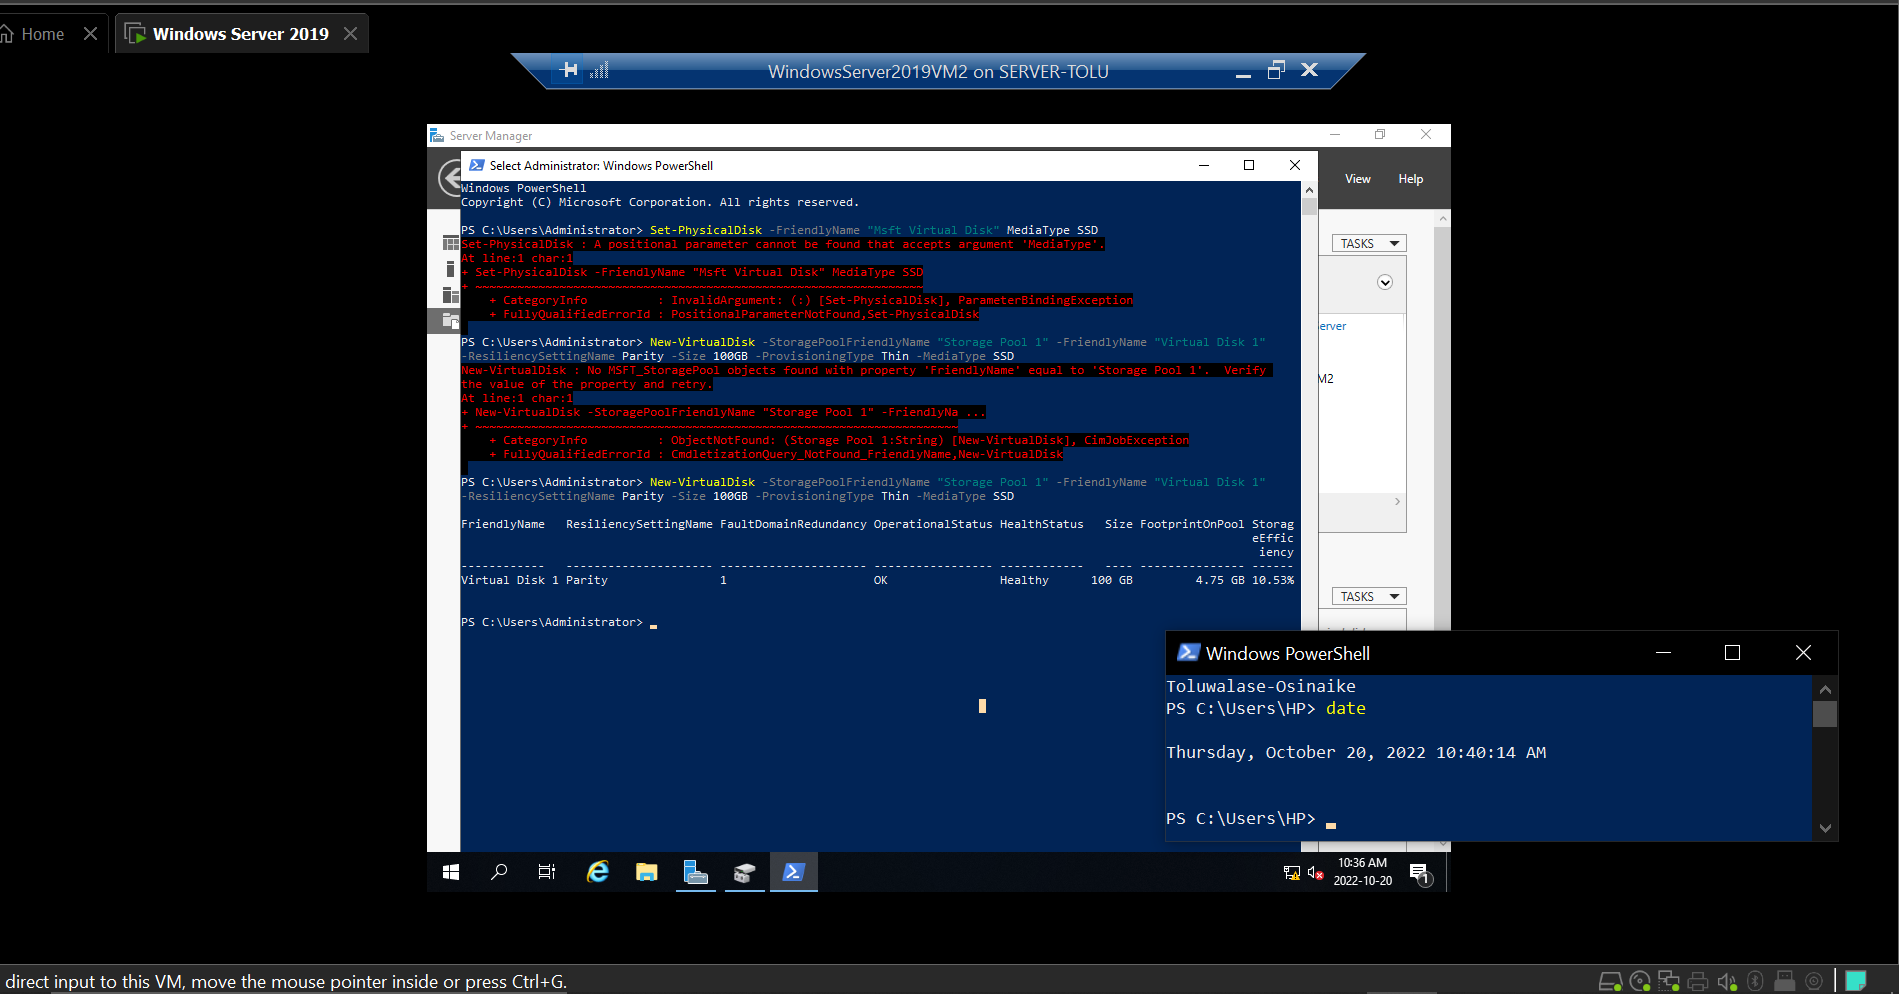 Home
Windows Server 2019
WindowsServer2019VM2 on SERVER-TOLU
Server Manager
Select Administrator: Windows PowerShell
View Help
Windows PowerShell
Copyright (C) Microsoft Corporation. All rights reserved.
PS C:\Users\Administrator> Set-PhysicalDisk -FriendlyName "Msft Virtual Disk" MediaType SSD
Set-PhysicalDisk : A positional parameter cannot be found that accepts argument 'MediaType'.
At line:1 char:1
+ Set-PhysicalDisk -FriendlyName "Msft Virtual Disk" MediaType SSD
+ ~~~~~~~~~~~~~~~~~~~~~~~~~~~~~~~~~~~~~~~~~~~~~~~~~~~~~~~~~~~~~~~~
+ CategoryInfo : InvalidArgument: (:) [Set-PhysicalDisk], ParameterBindingException
+ FullyQualifiedErrorId : PositionalParameterNotFound,Set-PhysicalDisk
PS C:\Users\Administrator> New-VirtualDisk -StoragePoolFriendlyName "Storage Pool 1" -FriendlyName "Virtual Disk 1"
-ResiliencySettingName Parity -Size 100GB -ProvisioningType Thin -MediaType SSD
New-VirtualDisk : No MSFT_StoragePool objects found with property 'FriendlyName' equal to 'Storage Pool 1'. Verify
the value of the property and retry.
At line:1 char:1
+ New-VirtualDisk -StoragePoolFriendlyName "Storage Pool 1" -FriendlyNa ...
+ ~~~~~~~~~~~~~~~~~~~~~~~~~~~~~~~~~~~~~~~~~~~~~~~~~~~~~~~~~~~~~~~~~~~~~
+ CategoryInfo : ObjectNotFound: (Storage Pool 1:String) [New-VirtualDisk], CimJobException
+ FullyQualifiedErrorId : CmdletizationQuery_NotFound_FriendlyName,New-VirtualDisk
PS C:\Users\Administrator> New-VirtualDisk -StoragePoolFriendlyName "Storage Pool 1" -FriendlyName "Virtual Disk 1"
-ResiliencySettingName Parity -Size 100GB -ProvisioningType Thin -MediaType SSD
FriendlyName ResiliencySettingName FaultDomainRedundancy OperationalStatus HealthStatus Size FootprintOnPool Storag
eEffic
iency
------------ --------------------- --------------------- ----------------- ------------ ---- --------------- ------
Virtual Disk 1 Parity 1 OK Healthy 100 GB 4.75 GB 10.53%
PS C:\Users\Administrator>
TASKS
erver
M2
TASKS
Windows PowerShell
Toluwalase-Osinaike
PS C:\Users\HP> date
Thursday, October 20, 2022 10:40:14 AM
PS C:\Users\HP>
10:36 AM
2022-10-20
1
direct input to this VM, move the mouse pointer inside or press Ctrl+G.